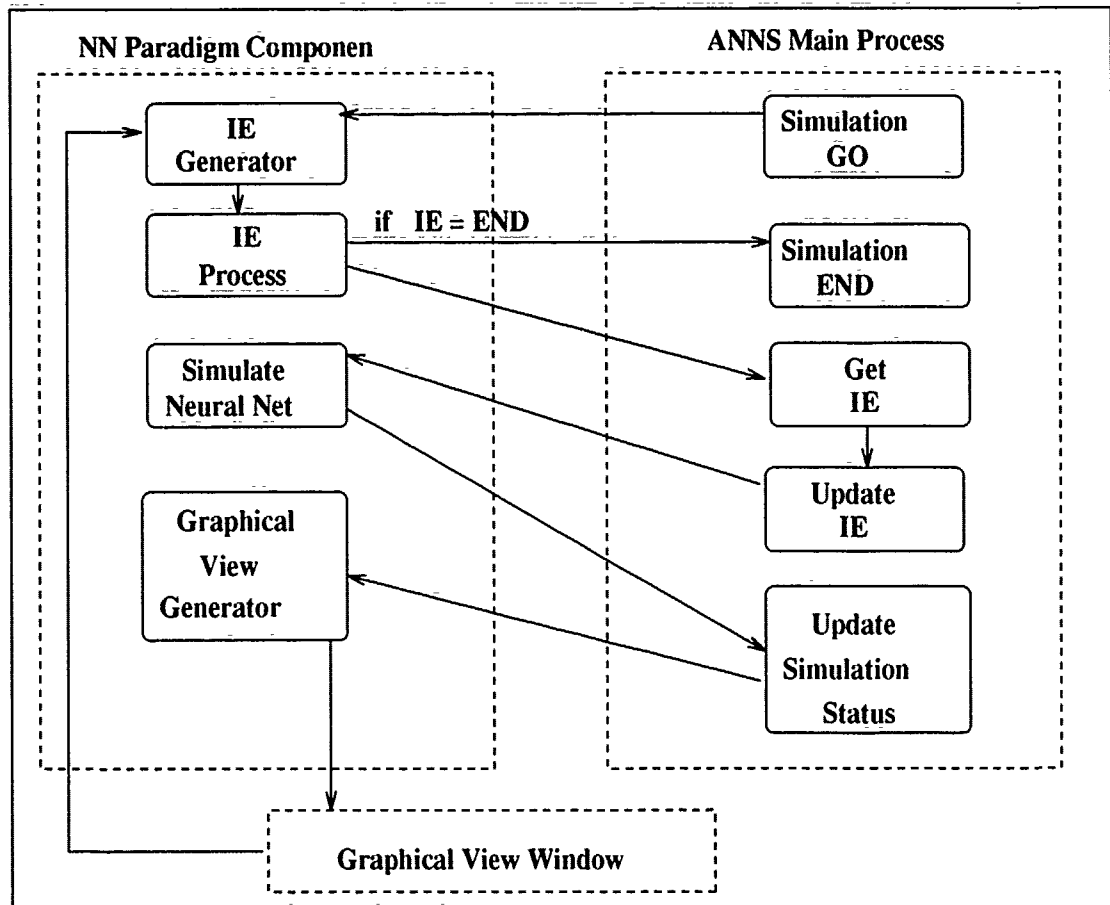 NN Paradigm Componen
ANNS Main Process
IE
Generator
Simulation
GO
IE
Process
if IE = END
Simulation
END
Simulate
Neural Net
Get
IE
Update
IE
Graphical
View
Generator
Update
Simulation
Status
Graphical View Window